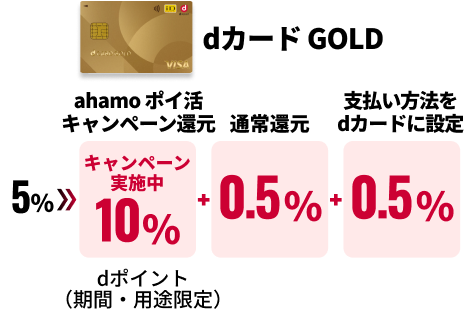 dカード GOLD
VISA
ahamo ポイ活
キャンペーン還元
通常還元
支払い方法を
dカードに設定
5%
キャンペーン
実施中
10%
+
0.5%
+
0.5%
dポイント
（期間・用途限定）